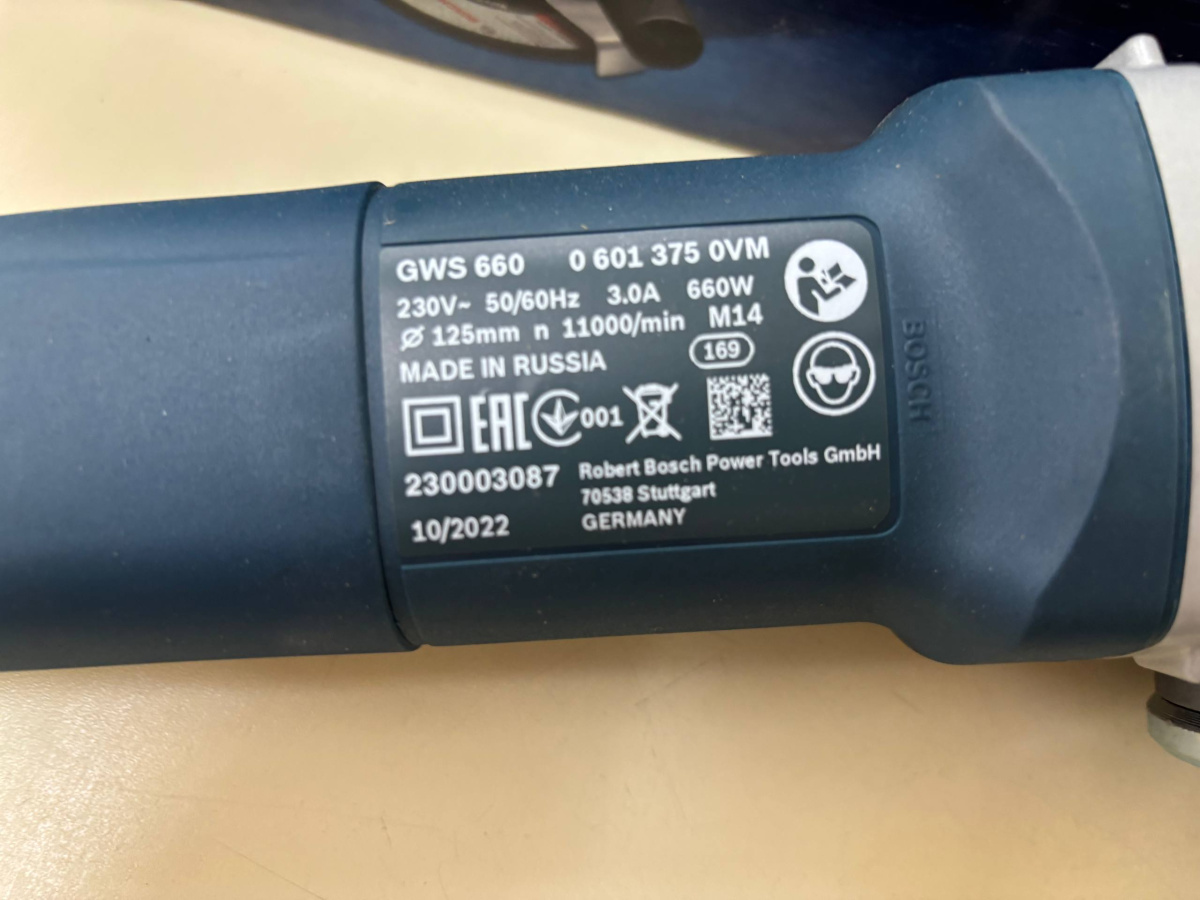 GWS 660 0 601 375 0VM
230V~ 50/60Hz 3.0A 660W
Ø 125mm n 11000/min M14
MADE IN RUSSIA 169
EAC 001
230003087
10/2022
Robert Bosch Power Tools GmbH
70538 Stuttgart
GERMANY
BOSCH